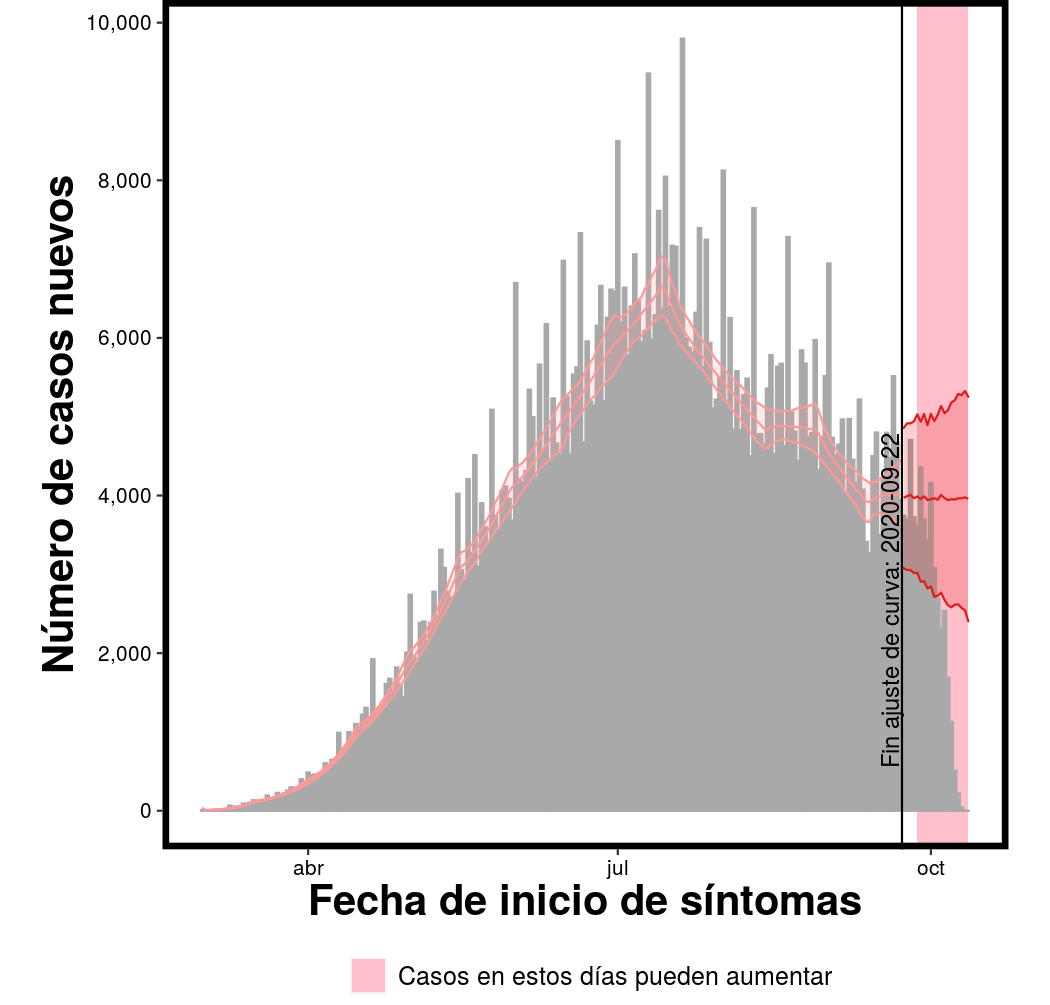 10,000
8,000
6,000
4,000
2,000
0
Número de casos nuevos
Fin ajuste de curva: 2020-09-22
abr
jul
oct
Fecha de inicio de síntomas
Casos en estos días pueden aumentar